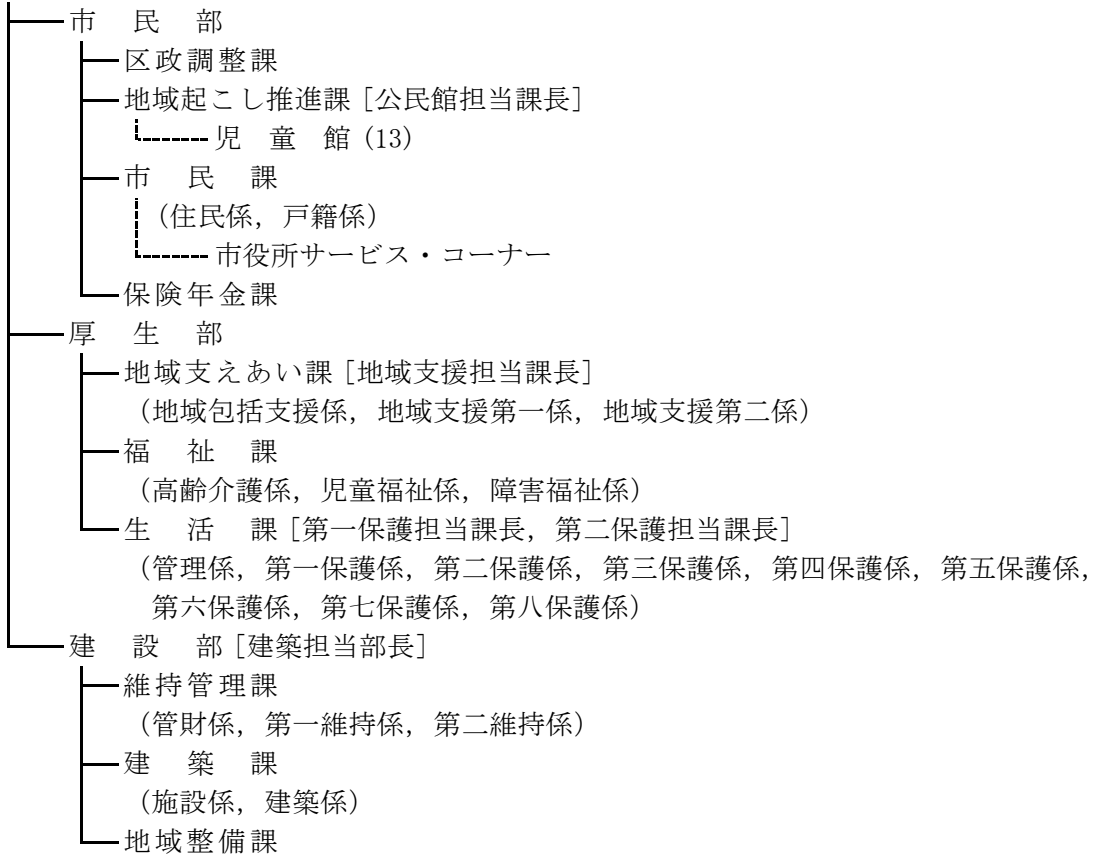 市　民　部
区政調整課
地域起こし推進課［公民館担当課長］
児　童　館（13）
市　民　課
（住民係，戸籍係）
市役所サービス・コーナー
保険年金課
厚　生　部
地域支えあい課［地域支援担当課長］
（地域包括支援係，地域支援第一係，地域支援第二係）
福　祉　課
（高齢介護係，児童福祉係，障害福祉係）
生　活　課［第一保護担当課長，第二保護担当課長］
（管理係，第一保護係，第二保護係，第三保護係，第四保護係，第五保護係，
第六保護係，第七保護係，第八保護係）
建　設　部［建築担当部長］
維持管理課
（管財係，第一維持係，第二維持係）
建　築　課
（施設係，建築係）
地域整備課